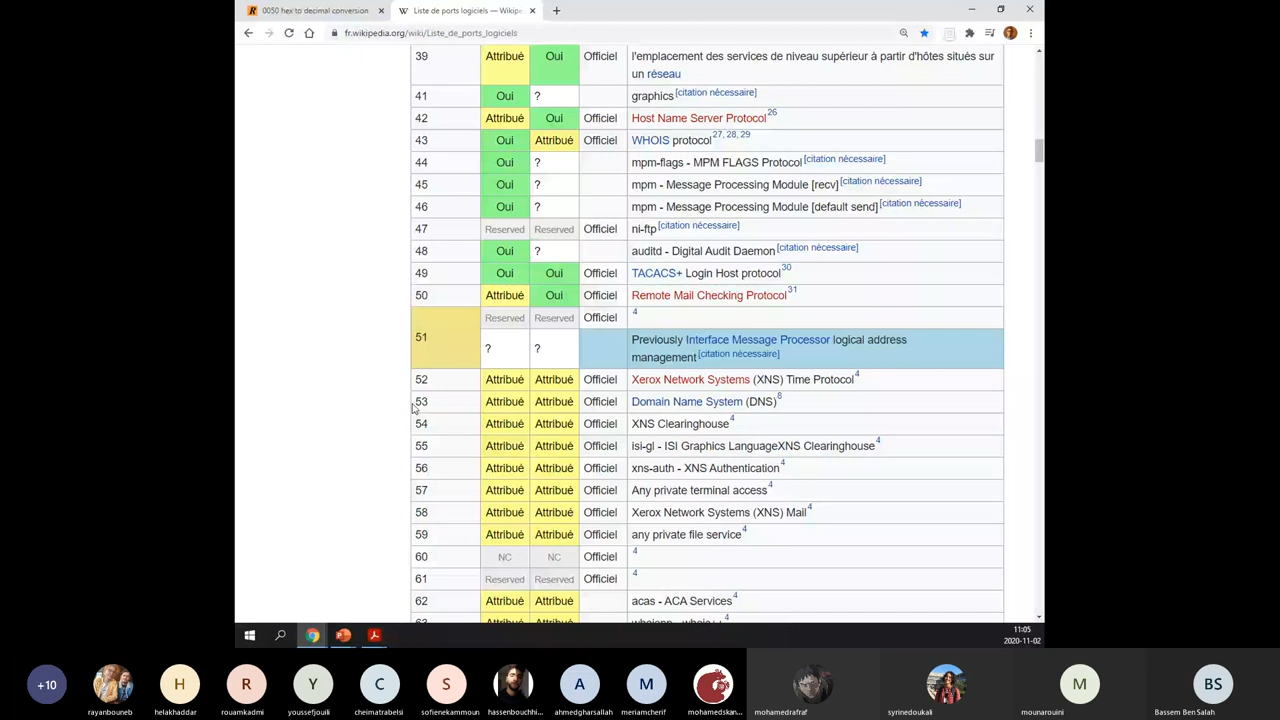 0050 hex to decimal conversion
Liste de ports logiciels — Wikipe
fr.wikipedia.org/wiki/Liste_de_ports_logiciels
39 Attribué Oui Officiel l'emplacement des services de niveau supérieur à partir d'hôtes situés sur
un réseau
41 Oui ? graphics[citation nécessaire]
42 Attribué Oui Officiel Host Name Server Protocol26
43 Oui Attribué WHOIS protocol27, 28, 29
44 Oui ? mpm-flags - MPM FLAGS Protocol[citation nécessaire]
45 Oui ? mpm - Message Processing Module [recv][citation nécessaire]
46 Oui ? mpm - Message Processing Module [default send][citation nécessaire]
47 Reserved Reserved Officiel ni-ftp[citation nécessaire]
48 Oui ? auditd - Digital Audit Daemon[citation nécessaire]
49 Oui Oui Officiel TACACS+ Login Host protocol30
50 Attribué Oui Officiel Remote Mail Checking Protocol31
51 Reserved Reserved Officiel 4
? ? Previously Interface Message Processor logical address
management[citation nécessaire]
52 Attribué Attribué Officiel Xerox Network Systems (XNS) Time Protocol4
53 Attribué Attribué Officiel Domain Name System (DNS)8
54 Attribué Attribué Officiel XNS Clearinghouse4
55 Attribué Attribué Officiel isi-gl - ISI Graphics LanguageXNS Clearinghouse4
56 Attribué Attribué Officiel xns-auth - XNS Authentication4
57 Attribué Attribué Officiel Any private terminal access4
58 Attribué Attribué Officiel Xerox Network Systems (XNS) Mail4
59 Attribué Attribué Officiel any private file service4
60 NC NC Officiel 4
61 Reserved Reserved Officiel 4
62 Attribué Attribué acas - ACA Services4
11:05
2020-11-02
+10 H R Y C S A M M BS
rayanbouneb helakhaddar rouamkadmi youssefjouili cheimatrabelsi sofienekammoun hassenbouchhi... ahmedgharsallah meriamcherif mohamedskan... mohamedrafraf syrinedoukali mounarouini Bassem Ben Salah